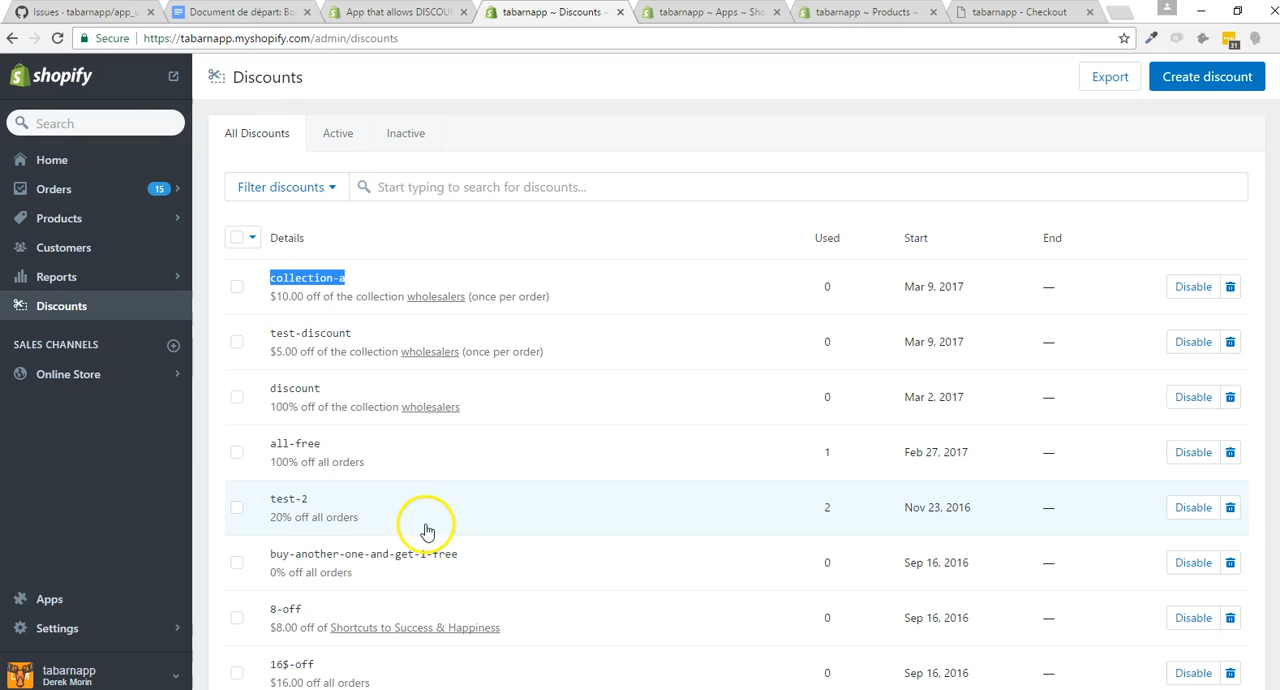 Issues · tabarnapp/app_u
Document de départ: Bo
App that allows DISCOU
tabarnapp ~ Discounts ~
tabarnapp ~ Apps ~ Sho
tabarnapp ~ Products ~
tabarnapp - Checkout
Secure
https://tabarnapp.myshopify.com/admin/discounts
31
shopify
Discounts
Export
Create discount
Search
Home
Orders
15
Products
Customers
Reports
Discounts
SALES CHANNELS
Online Store
Apps
Settings
tabarnapp
Derek Morin
All Discounts
Active
Inactive
Filter discounts
Start typing to search for discounts...
Details Used Start End
collection-a
$10.00 off of the collection wholesalers (once per order)
0 Mar 9, 2017 — Disable
test-discount
$5.00 off of the collection wholesalers (once per order)
0 Mar 9, 2017 — Disable
discount
100% off of the collection wholesalers
0 Mar 2, 2017 — Disable
all-free
100% off all orders
1 Feb 27, 2017 — Disable
test-2
20% off all orders
2 Nov 23, 2016 — Disable
buy-another-one-and-get-1-free
0% off all orders
0 Sep 16, 2016 — Disable
8-off
$8.00 off of Shortcuts to Success & Happiness
0 Sep 16, 2016 — Disable
16$-off
$16.00 off all orders
0 Sep 16, 2016 — Disable